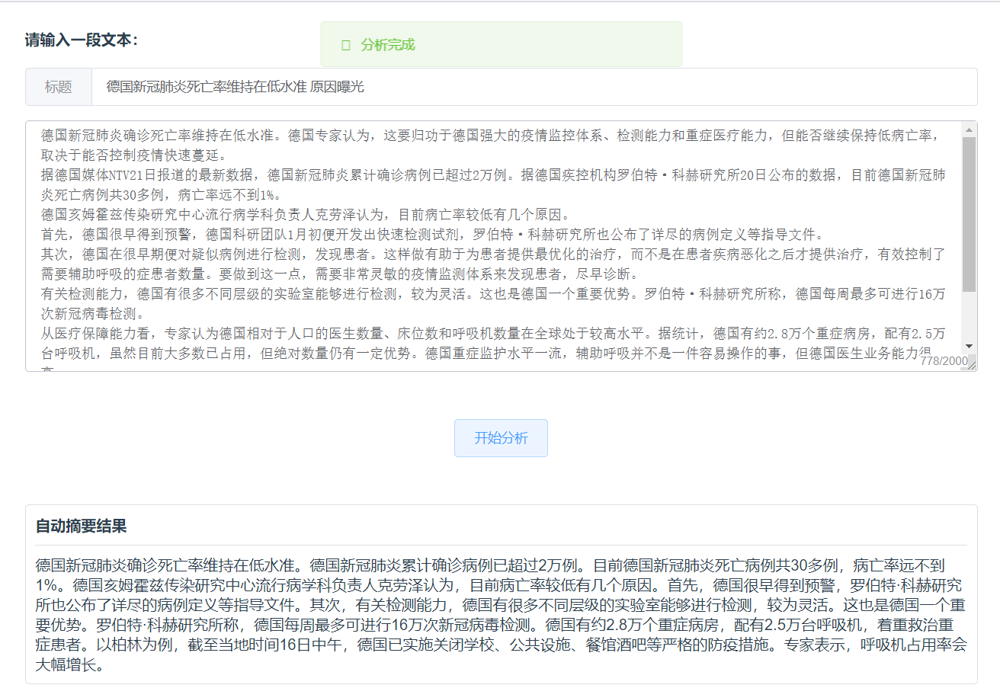 请输入一段文本：
分析完成
标题 德国新冠肺炎死亡率维持在低水准 原因曝光
德国新冠肺炎确诊死亡率维持在低水准。德国专家认为，这要归功于德国强大的疫情监控体系、检测能力和重症医疗能力，但能否继续保持低病亡率，
取决于能否控制疫情快速蔓延。
据德国媒体NTV21日报道的最新数据，德国新冠肺炎累计确诊病例已超过2万例。据德国疾控机构罗伯特·科赫研究所20日公布的数据，目前德国新冠肺
炎死亡病例共30多例，病亡率远不到1%。
德国亥姆霍兹传染研究中心流行病学科负责人克劳泽认为，目前病亡率较低有几个原因。
首先，德国很早得到预警，德国科研团队1月初便开发出快速检测试剂，罗伯特·科赫研究所也公布了详尽的病例定义等指导文件。
其次，德国在很早期便对疑似病例进行检测，发现患者。这样做有助于为患者提供最优化的治疗，而不是在患者疾病恶化之后才提供治疗，有效控制了
需要辅助呼吸的症患者数量。要做到这一点，需要非常灵敏的疫情监测体系来发现患者，尽早诊断。
有关检测能力，德国有很多不同层级的实验室能够进行检测，较为灵活。这也是德国一个重要优势。罗伯特·科赫研究所称，德国每周最多可进行16万
次新冠病毒检测。
从医疗保障能力看，专家认为德国相对于人口的医生数量、床位数和呼吸机数量在全球处于较高水平。据统计，德国有约2.8万个重症病房，配有2.5万
台呼吸机，虽然目前大多数已占用，但绝对数量仍有一定优势。德国重症监护水平一流，辅助呼吸并不是一件容易操作的事，但德国医生业务能力很
778/2000
开始分析
自动摘要结果
德国新冠肺炎确诊死亡率维持在低水准。德国新冠肺炎累计确诊病例已超过2万例。目前德国新冠肺炎死亡病例共30多例，病亡率远不到
1%。德国亥姆霍兹传染研究中心流行病学科负责人克劳泽认为，目前病亡率较低有几个原因。首先，德国很早得到预警，罗伯特·科赫研究
所也公布了详尽的病例定义等指导文件。其次，有关检测能力，德国有很多不同层级的实验室能够进行检测，较为灵活。这也是德国一个重
要优势。罗伯特·科赫研究所称，德国每周最多可进行16万次新冠病毒检测。德国有约2.8万个重症病房，配有2.5万台呼吸机，着重救治重
症患者。以柏林为例，截至当地时间16日中午，德国已实施关闭学校、公共设施、餐馆酒吧等严格的防疫措施。专家表示，呼吸机占用率会
大幅增长。